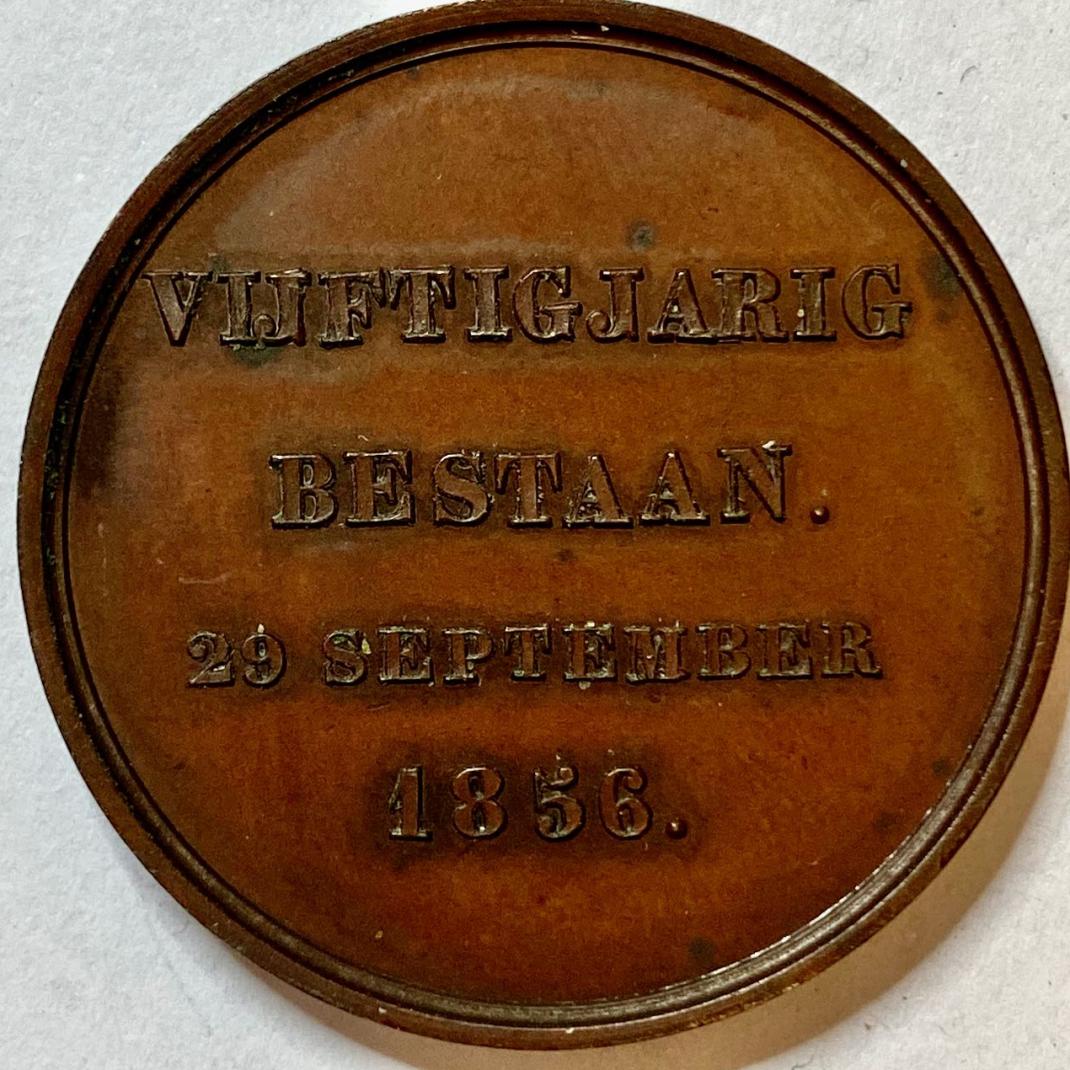 VIJFTIGJARIG
BESTAAN.
29 SEPTEMBER
1856.